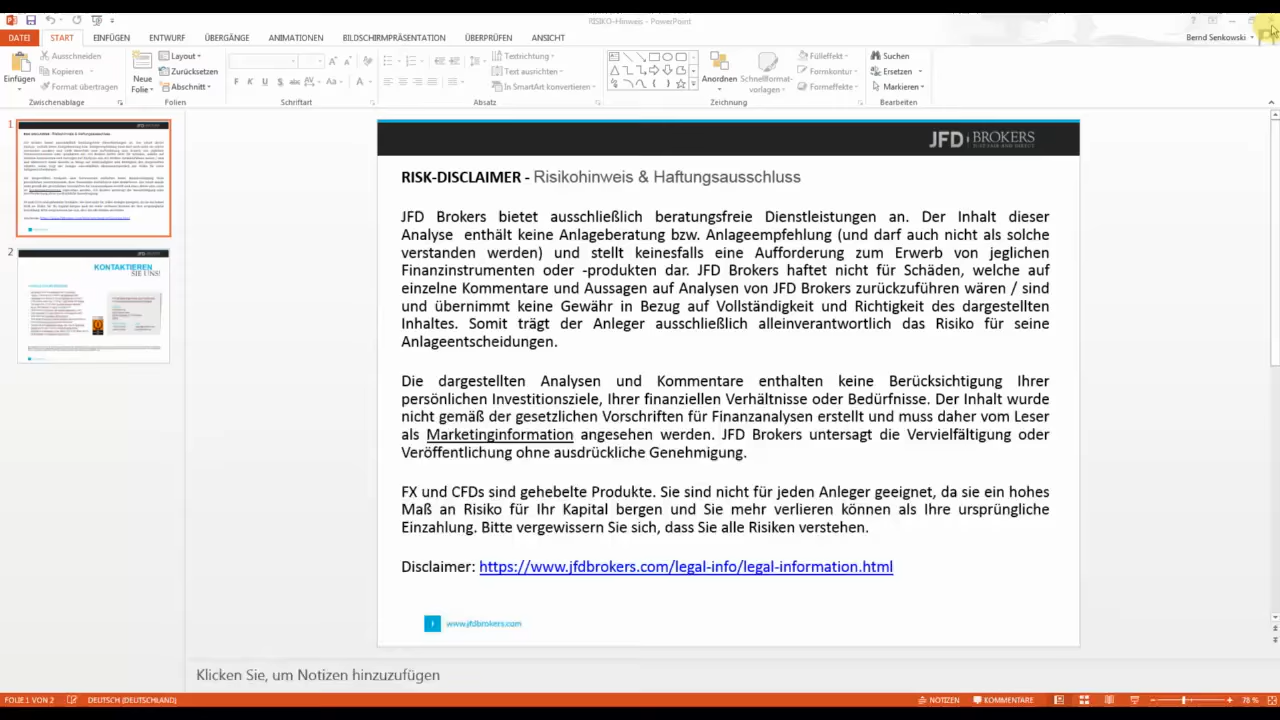 RISIKO-Hinweis - PowerPoint
DATEI START EINFÜGEN ENTWURF ÜBERGÄNGE ANIMATIONEN BILDSCHIRMPRÄSENTATION ÜBERPRÜFEN ANSICHT Bernd Senkowski
Einfügen
Ausschneiden
Kopieren
Format übertragen
Neue Folie
Layout
Zurücksetzen
Abschnitt
F K U S abc AV Aa A
Textrichtung
Text ausrichten
In SmartArt konvertieren
Anordnen
Schnellformat-vorlagen
Fülleffekt
Formkontur
Formeffekte
Suchen
Ersetzen
Markieren
Zwischenablage Folien Schriftart Absatz Zeichnung Bearbeiten
1
2
KONTAKTIEREN
SIE UNS!
JFD BROKERS
RISK-DISCLAIMER - Risikohinweis & Haftungsausschluss
JFD Brokers bietet ausschließlich beratungsfreie Dienstleistungen an. Der Inhalt dieser
Analyse enthält keine Anlageberatung bzw. Anlageempfehlung (und darf auch nicht als solche
verstanden werden) und stellt keinesfalls eine Aufforderung zum Erwerb von jeglichen
Finanzinstrumenten oder -produkten dar. JFD Brokers haftet nicht für Schäden, welche auf
einzelne Kommentare und Aussagen auf Analysen von JFD Brokers zurückzuführen wären / sind
und übernimmt keine Gewähr in Bezug auf Vollständigkeit und Richtigkeit des dargestellten
Inhaltes. Somit trägt der Anleger ausschließlich alleinverantwortlich das Risiko für seine
Anlageentscheidungen.
Die dargestellten Analysen und Kommentare enthalten keine Berücksichtigung Ihrer
persönlichen Investitionsziele, Ihrer finanziellen Verhältnisse oder Bedürfnisse. Der Inhalt wurde
nicht gemäß der gesetzlichen Vorschriften für Finanzanalysen erstellt und muss daher vom Leser
als Marketinginformation angesehen werden. JFD Brokers untersagt die Vervielfältigung oder
Veröffentlichung ohne ausdrückliche Genehmigung.
FX und CFDs sind gehebelte Produkte. Sie sind nicht für jeden Anleger geeignet, da sie ein hohes
Maß an Risiko für Ihr Kapital bergen und Sie mehr verlieren können als Ihre ursprüngliche
Einzahlung. Bitte vergewissern Sie sich, dass Sie alle Risiken verstehen.
Disclaimer: https://www.jfdbrokers.com/legal-info/legal-information.html
www.jfdbrokers.com
Klicken Sie, um Notizen hinzuzufügen
FOLIE 1 VON 2 DEUTSCH (DEUTSCHLAND) NOTIZEN KOMMENTARE 78 %